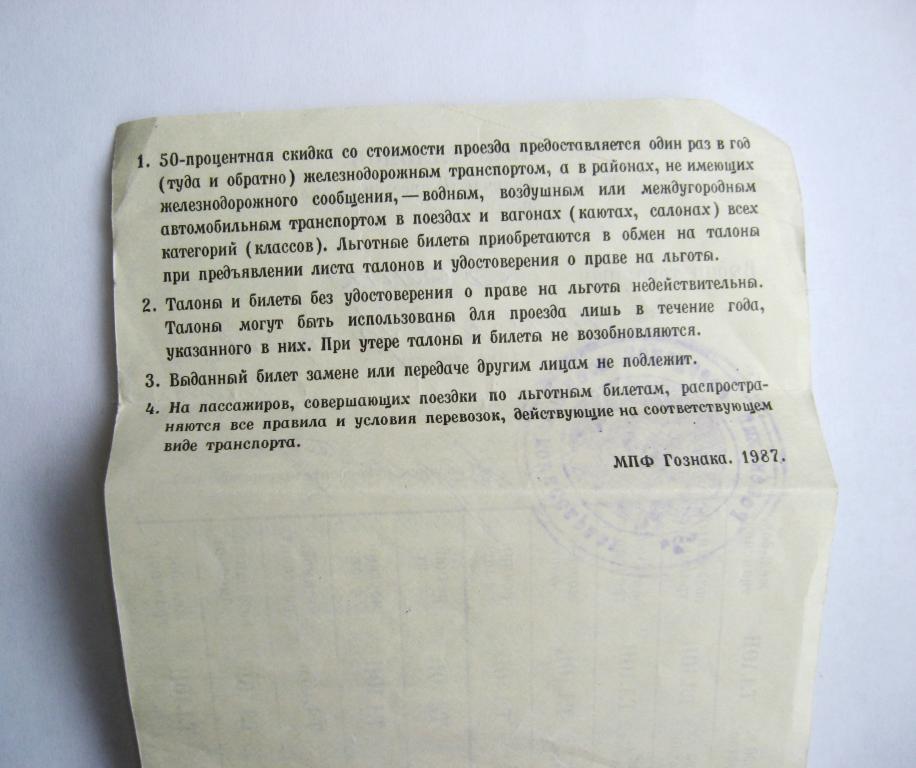 1. 50-процентная скидка со стоимости проезда предоставляется один раз в год
(туда и обратно) железнодорожным транспортом, а в районах, не имеющих
железнодорожного сообщения, — водным, воздушным или междугородным
автомобильным транспортом в поездах и вагонах (каютах, салонах) всех
категорий (классов). Льготные билеты приобретаются в обмен на талоны
при предъявлении листа талонов и удостоверения о праве на льготы.
2. Талоны и билеты без удостоверения о праве на льготы недействительны.
Талоны могут быть использованы для проезда лишь в течение года,
указанного в них. При утере талоны и билеты не возобновляются.
3. Выданный билет замене или передаче другим лицам не подлежит.
4. На пассажиров, совершающих поездки по льготным билетам, распростра-
няются все правила и условия перевозок, действующие на соответствующем
виде транспорта.
МПФ Гознака. 1987.